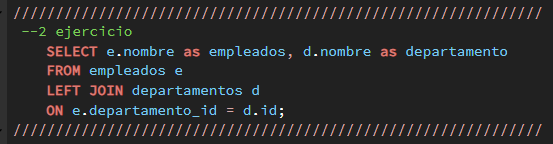 ///////////////////////////////////////////////////////////////////////////
--2 ejercicio
SELECT e.nombre as empleados, d.nombre as departamento
FROM empleados e
LEFT JOIN departamentos d
ON e.departamento_id = d.id;
///////////////////////////////////////////////////////////////////////////